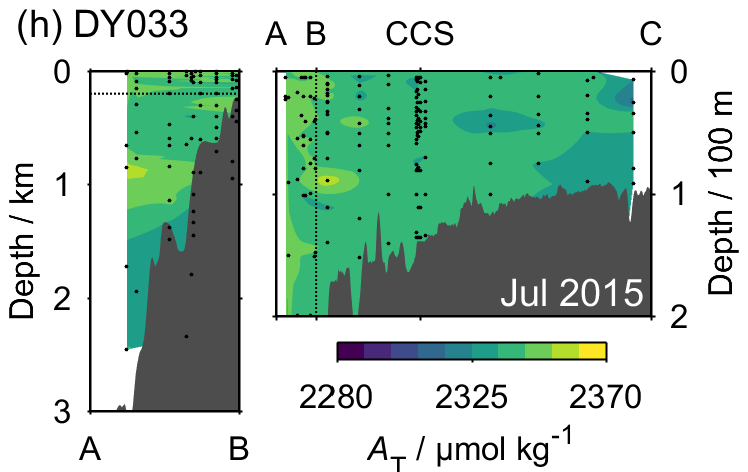 (h) DY033
A B CCS C
0 0
1 1
2 2
3
Depth / km
Depth / 100 m
Jul 2015
A B
2280 2325 2370
A_T / µmol kg⁻¹